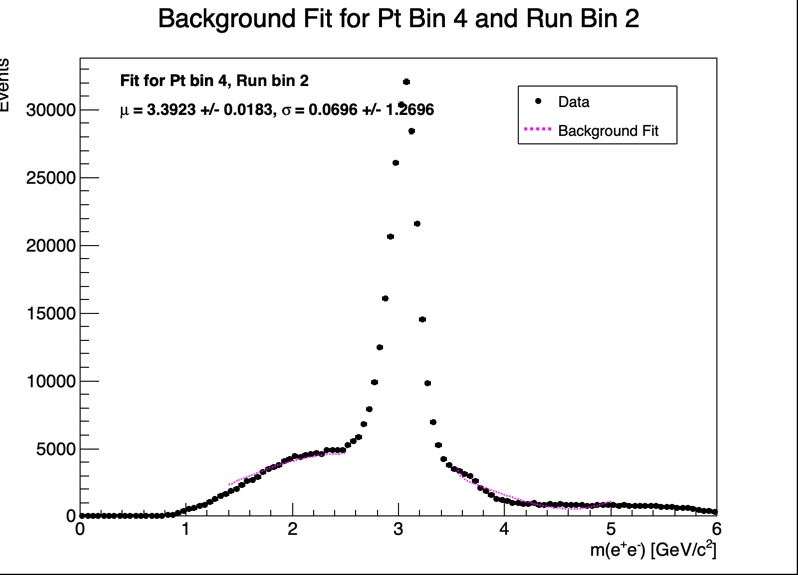 Background Fit for Pt Bin 4 and Run Bin 2
Events
Fit for Pt bin 4, Run bin 2
μ = 3.3923 +/- 0.0183, σ = 0.0696 +/- 1.2696
Data
Background Fit
30000
25000
20000
15000
10000
5000
0
0 1 2 3 4 5 6
m(e⁺e⁻) [GeV/c²]